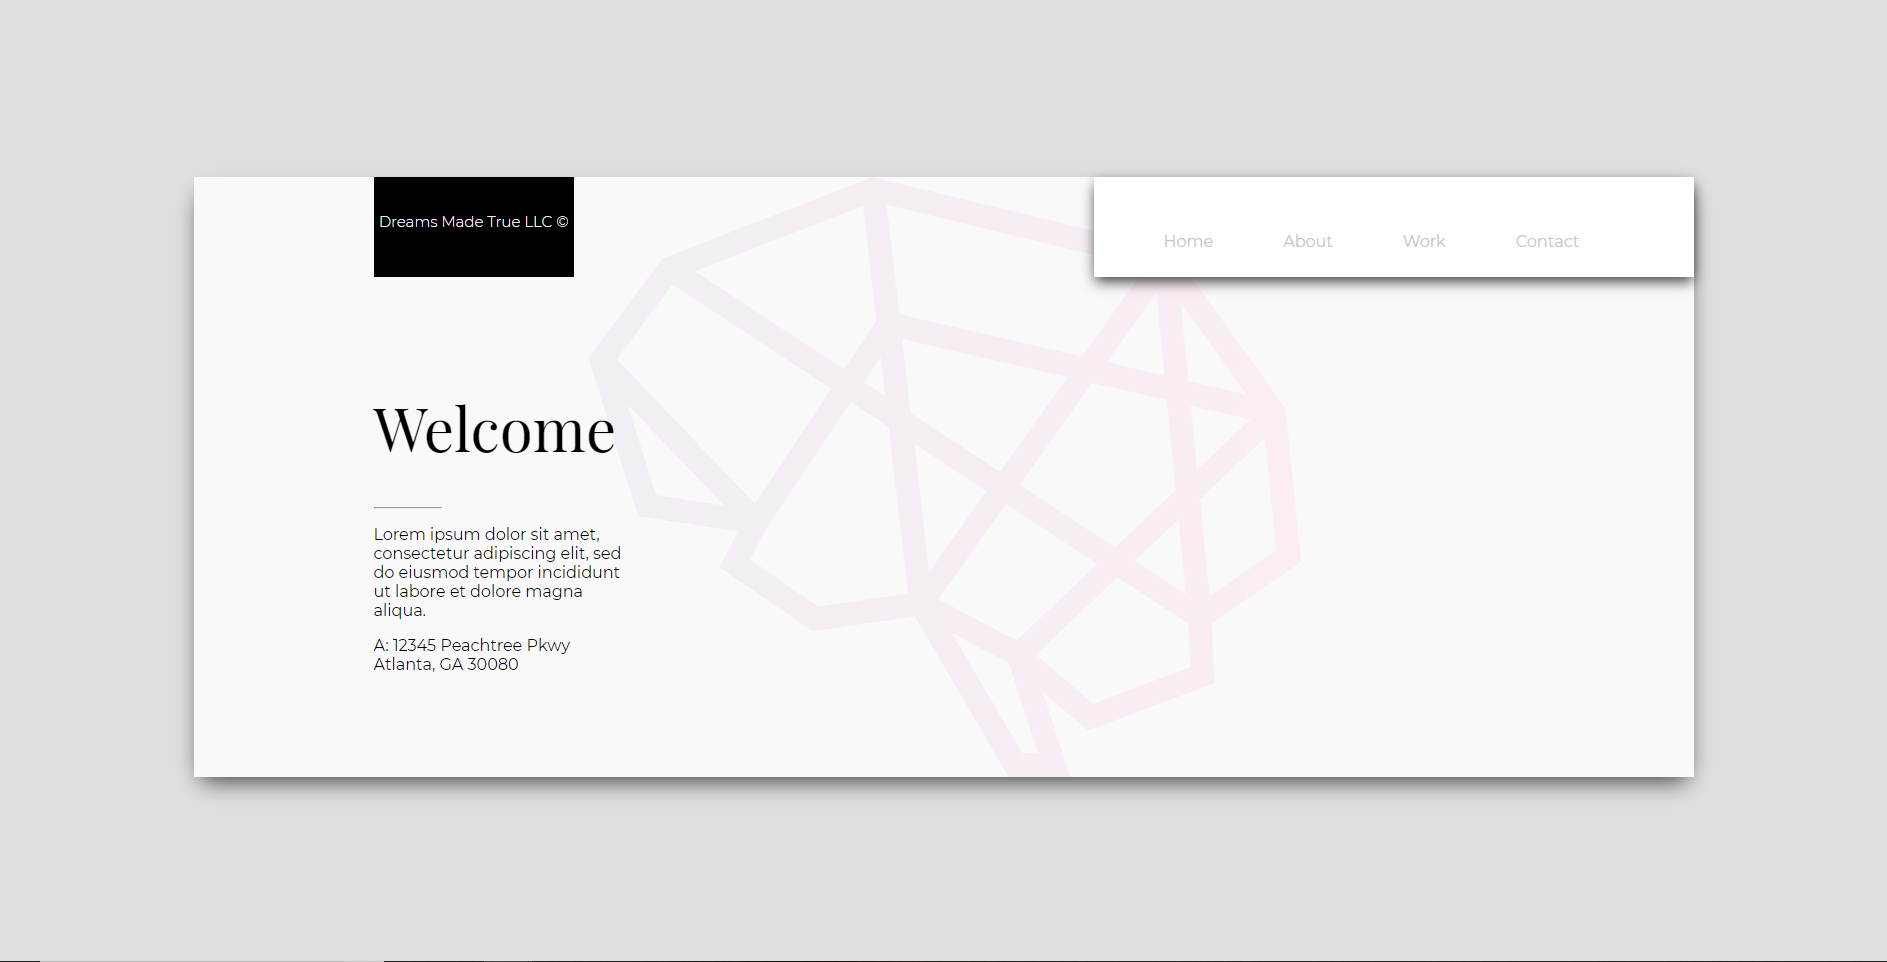 Dreams Made True LLC ©
Home About Work Contact
Welcome
Lorem ipsum dolor sit amet,
consectetur adipiscing elit, sed
do eiusmod tempor incididunt
ut labore et dolore magna
aliqua.
A: 12345 Peachtree Pkwy
Atlanta, GA 30080